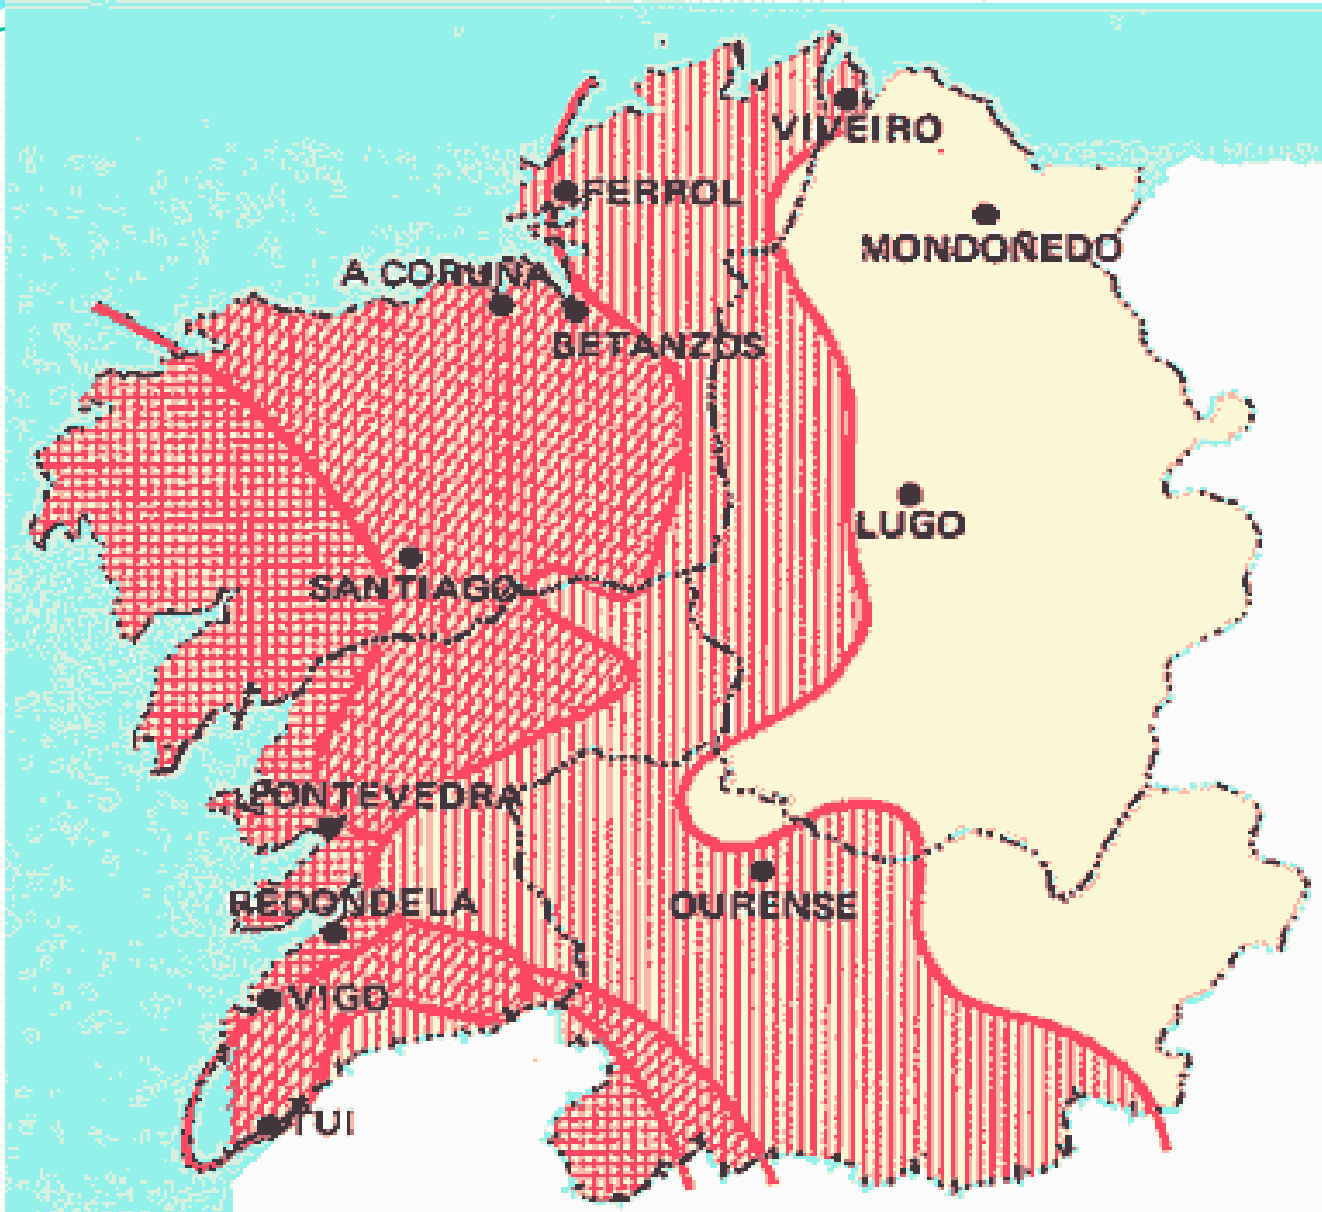 VIVEIRO
FERROL
MONDOÑEDO
A CORUÑA
BETANZOS
LUGO
SANTIAGO
PONTEVEDRA
REDONDELA
OURENSE
VIGO
TUI